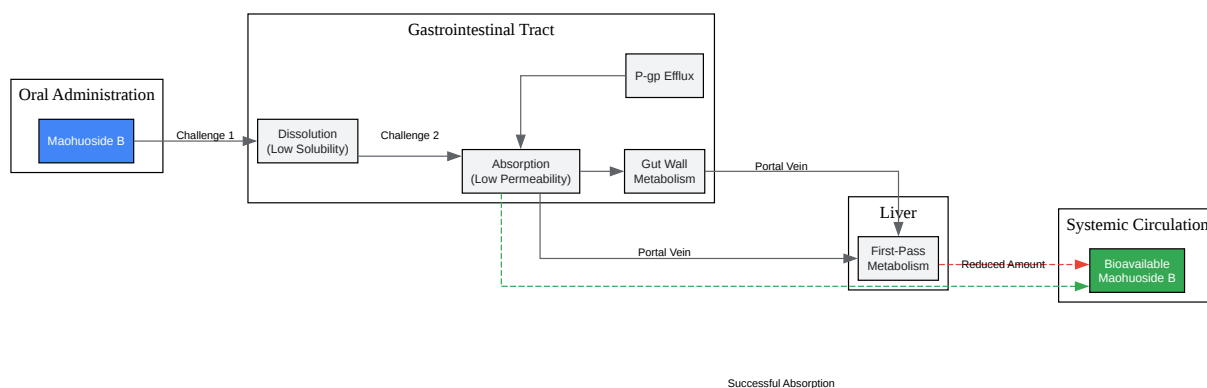 Gastrointestinal Tract
P-gp Efflux
Oral Administration
Maohuoside B
Challenge 1
Dissolution
(Low Solubility)
Challenge 2
Absorption
(Low Permeability)
Gut Wall
Metabolism
Portal Vein
Liver
First-Pass
Metabolism
Portal Vein
Reduced Amount
Systemic Circulation
Bioavailable
Maohuoside B
Successful Absorption